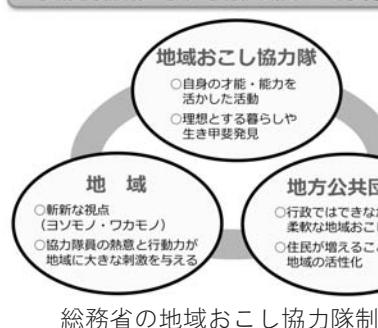 地域おこし協力隊
○自身の才能・能力を
活かした活動
○理想とする暮らしや
生き甲斐発見
地 域
○斬新な視点
(ヨソモノ・ワカモノ)
○協力隊員の熱意と行動力が
地域に大きな刺激を与える
地方公共団
○行政ではできな
柔軟な地域おこ
○住民が増えるこ
地域の活性化
総務省の地域おこし協力隊制